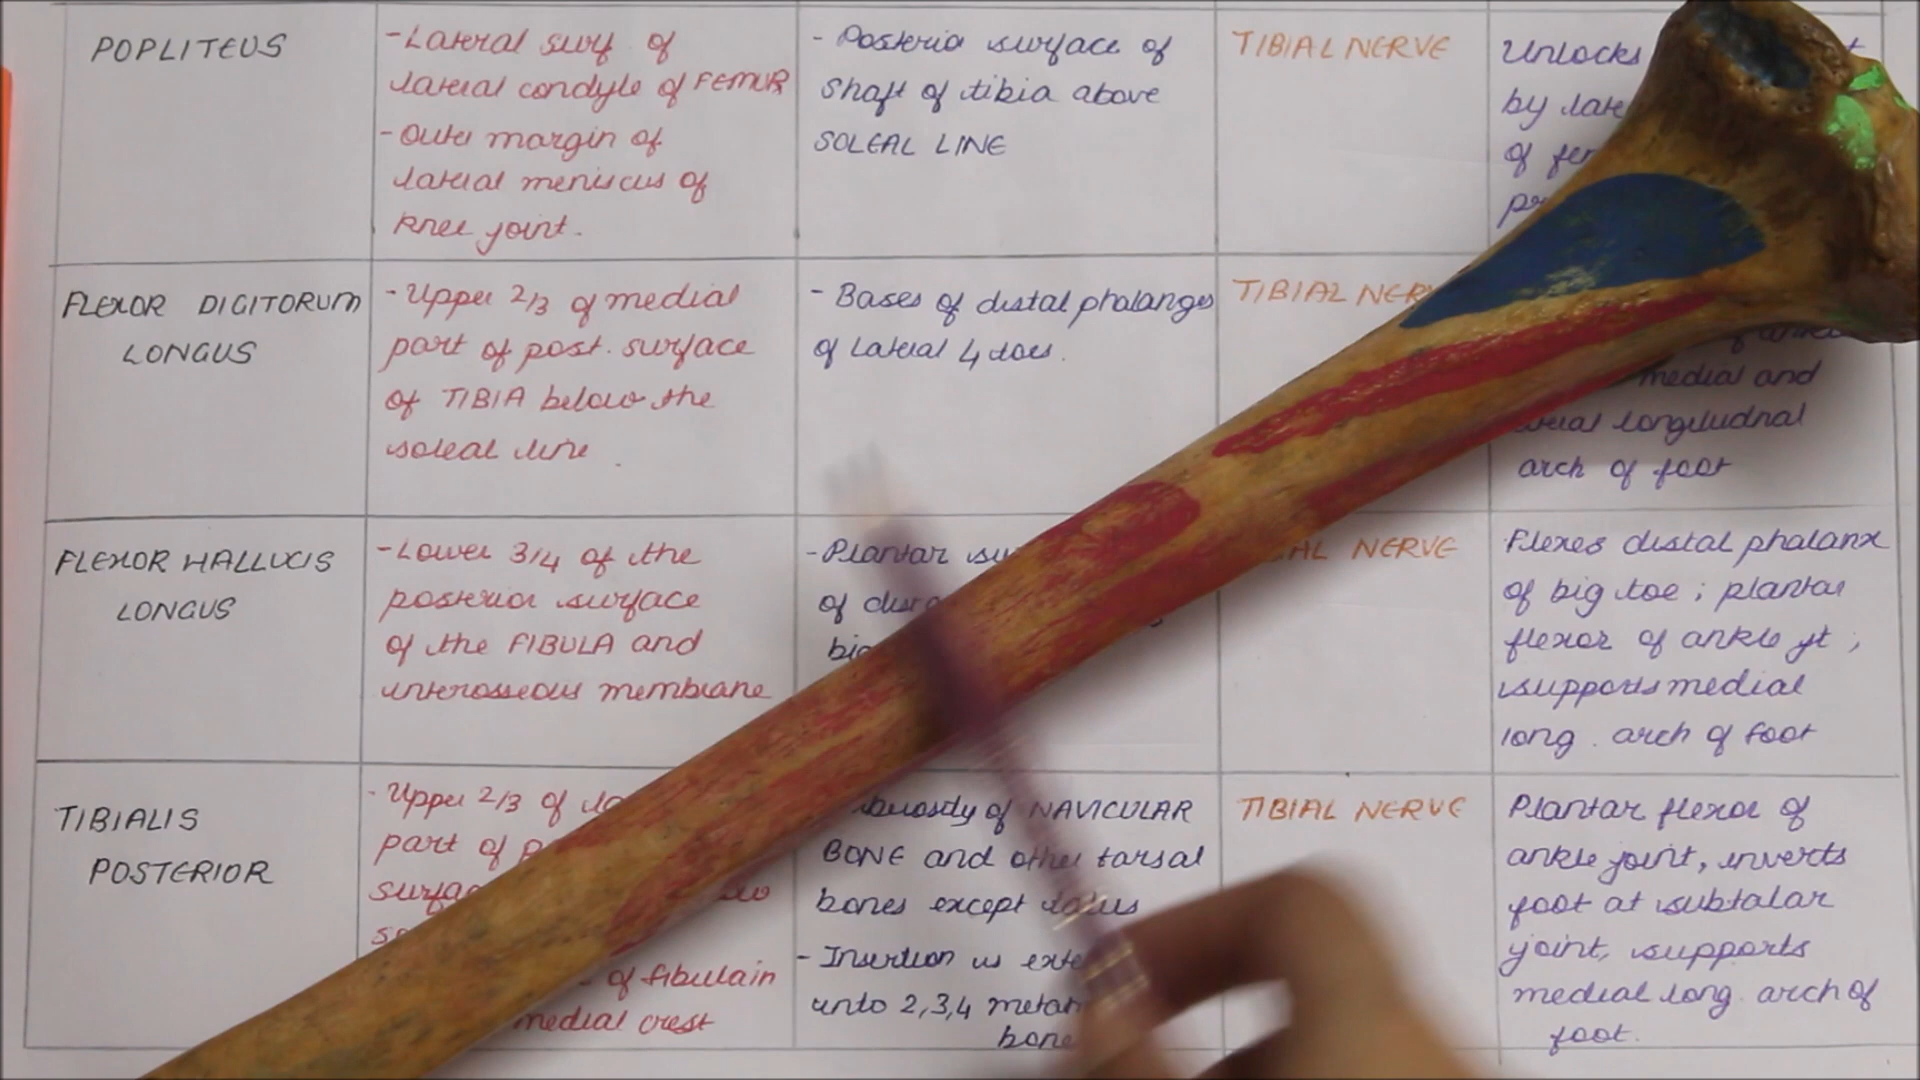 POPLITEUS
- Lateral surf of
lateral condyle of FEMUR
- Outer margin of
lateral meniscus of
knee joint.
- Posterior surface of
shaft of tibia above
SOLEAL LINE
TIBIAL NERVE
Unlocks
by
of
FLEXOR DIGITORUM
LONGUS
- Upper 2/3 of medial
part of post. surface
of TIBIA below the
soleal line
- Bases of distal phalanges
of lateral 4 toes.
TIBIAL
medial and
longitudnal
arch of foot
FLEXOR HALLUCIS
LONGUS
- Lower 3/4 of the
posterior surface
of the FIBULA and
interosseous membrane
- Plantar
of
NERVE
Flexes distal phalanx
of big toe; plantar
flexor of ankle jt;
supports medial
long. arch of foot
TIBIALIS
POSTERIOR
- Upper 2/3 of
part of
of fibula in
medial crest
of NAVICULAR
BONE and other tarsal
bones except talus
- Insertion is
unto 2,3,4
TIBIAL NERVE
Plantar flexor of
ankle joint, inverts
foot at subtalar
joint, supports
medial long. arch of
foot.